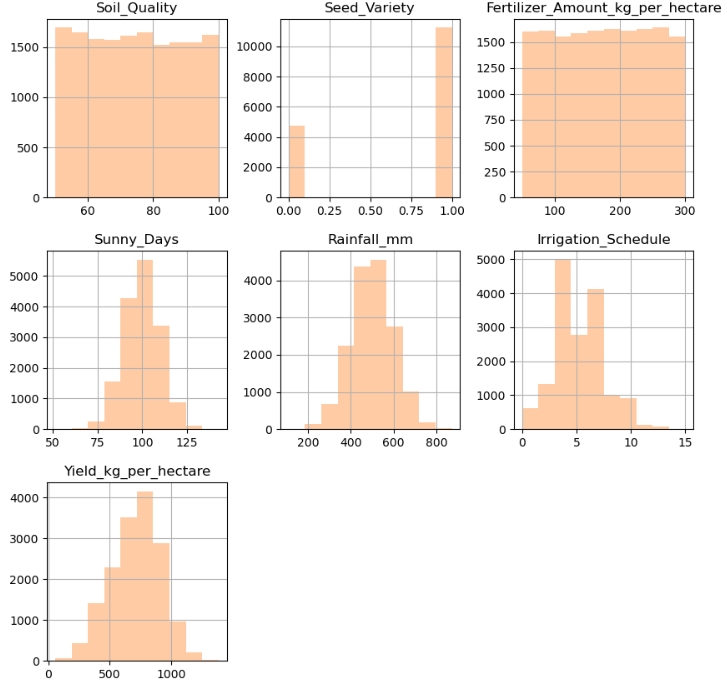 Soil_Quality
1500
1000
500
0
60 80 100
Seed_Variety
10000
8000
6000
4000
2000
0
0.00 0.25 0.50 0.75 1.00
Fertilizer_Amount_kg_per_hectare
1500
1250
1000
750
500
250
0
100 200 300
Sunny_Days
5000
4000
3000
2000
1000
0
50 75 100 125
Rainfall_mm
4000
3000
2000
1000
0
200 400 600 800
Irrigation_Schedule
5000
4000
3000
2000
1000
0
0 5 10 15
Yield_kg_per_hectare
4000
3000
2000
1000
0
0 500 1000